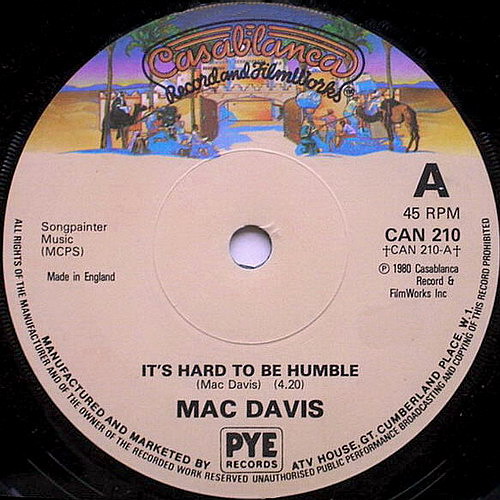 Casablanca
Record and FilmWorks
A
45 RPM
CAN 210
†CAN 210-A†
Ⓟ 1980 Casablanca
Record &
FilmWorks Inc
Songpainter
Music
(MCPS)
Made in England
IT'S HARD TO BE HUMBLE
(Mac Davis) (4.20)
MAC DAVIS
PYE
RECORDS
MANUFACTURED AND MARKETED BY
ATV HOUSE, GT. CUMBERLAND PLACE, W.1.
ALL RIGHTS OF THE MANUFACTURER AND OF THE OWNER OF THE RECORDED WORK RESERVED UNAUTHORISED PUBLIC PERFORMANCE BROADCASTING AND COPYING OF THIS RECORD PROHIBITED